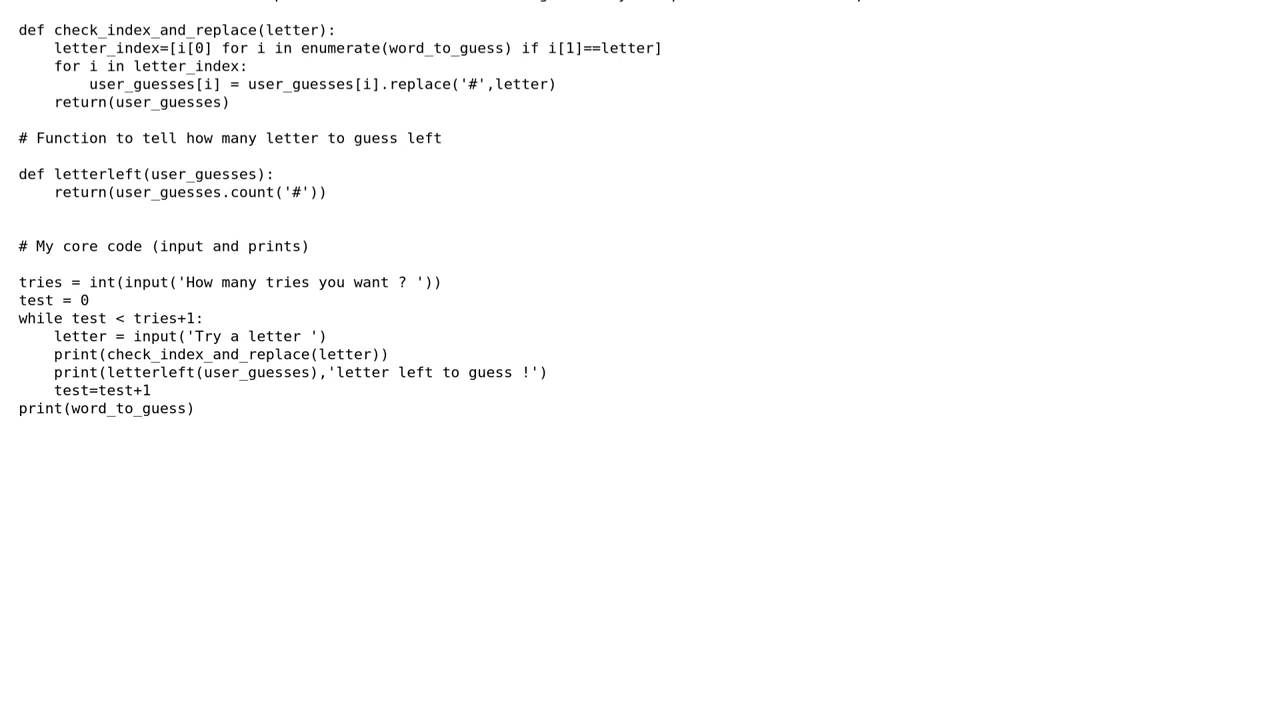 def check_index_and_replace(letter):
    letter_index=[i[0] for i in enumerate(word_to_guess) if i[1]==letter]
    for i in letter_index:
        user_guesses[i] = user_guesses[i].replace('#',letter)
    return(user_guesses)
# Function to tell how many letter to guess left
def letterleft(user_guesses):
    return(user_guesses.count('#'))
# My core code (input and prints)
tries = int(input('How many tries you want ? '))
test = 0
while test < tries+1:
    letter = input('Try a letter ')
    print(check_index_and_replace(letter))
    print(letterleft(user_guesses),'letter left to guess !')
    test=test+1
print(word_to_guess)